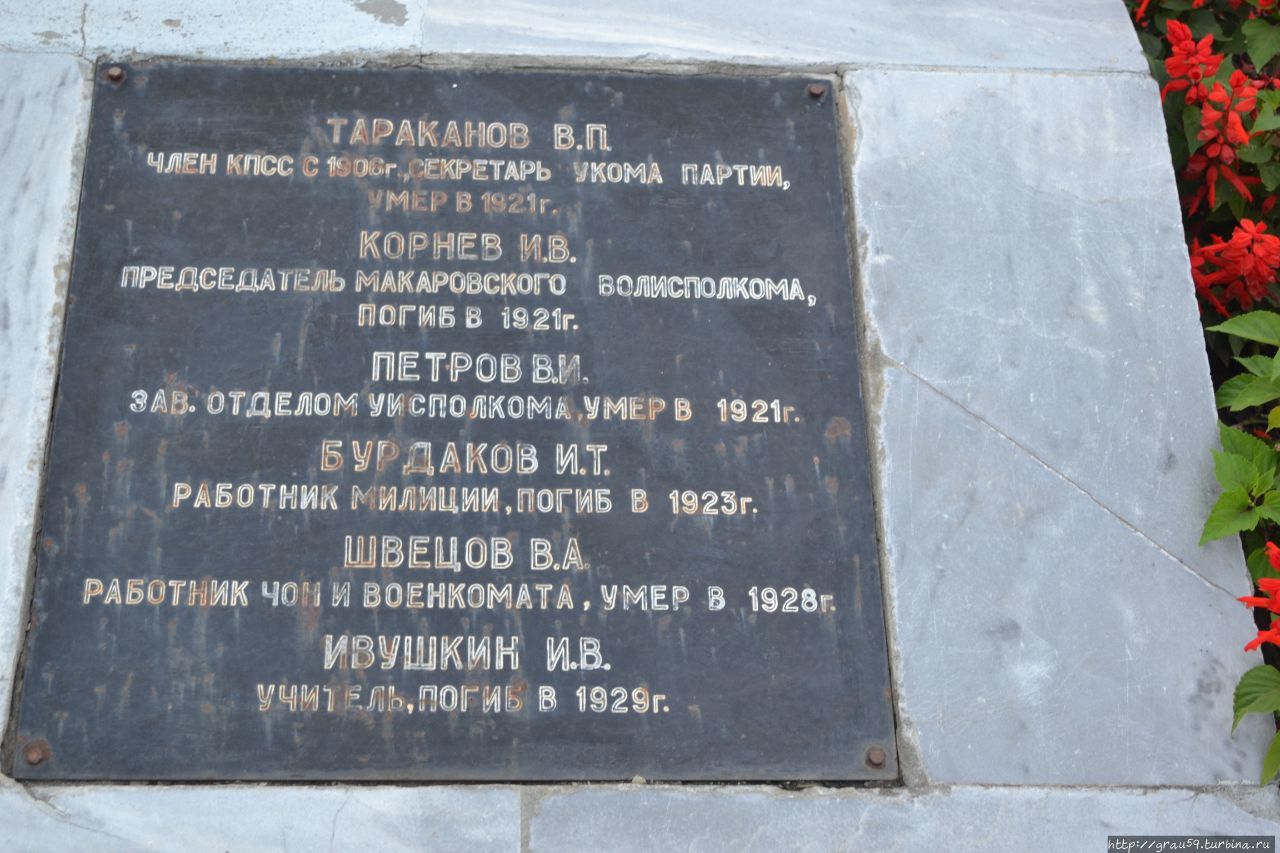 ТАРАКАНОВ В.П.
ЧЛЕН КПСС С 1906г., СЕКРЕТАРЬ УКОМА ПАРТИИ,
УМЕР В 1921г.
КОРНЕВ И.В.
ПРЕДСЕДАТЕЛЬ МАКАРОВСКОГО ВОЛИСПОЛКОМА,
ПОГИБ В 1921г.
ПЕТРОВ В.И.
ЗАВ. ОТДЕЛОМ УИСПОЛКОМА, УМЕР В 1921г.
БУРДАКОВ И.Т.
РАБОТНИК МИЛИЦИИ, ПОГИБ В 1923г.
ШВЕЦОВ В.А.
РАБОТНИК ЧОН И ВОЕНКОМАТА, УМЕР В 1928г.
ИВУШКИН И.В.
УЧИТЕЛЬ, ПОГИБ В 1929г.
http://grau59.turbina.ru